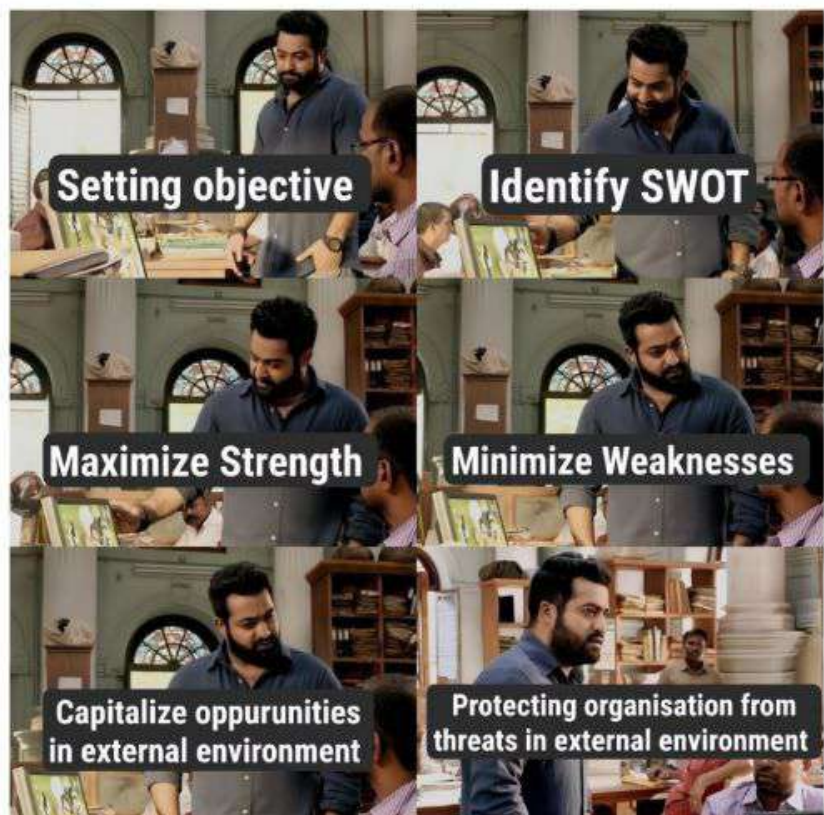 Setting objective
Identify SWOT
Maximize Strength
Minimize Weaknesses
Capitalize oppurunities
in external environment
Protecting organisation from
threats in external environment